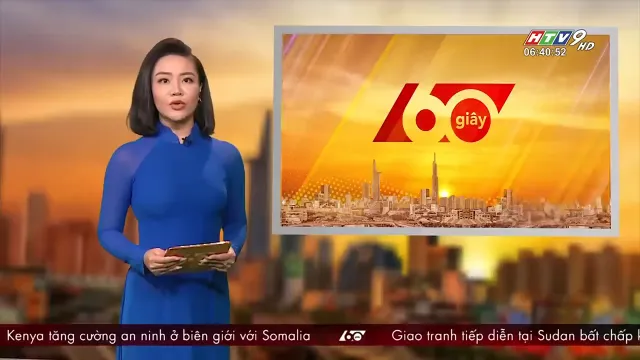 HTV9 HD
06:40:52
60 giây
Kenya tăng cường an ninh ở biên giới với Somalia 60 Giao tranh tiếp diễn tại Sudan bất chấp